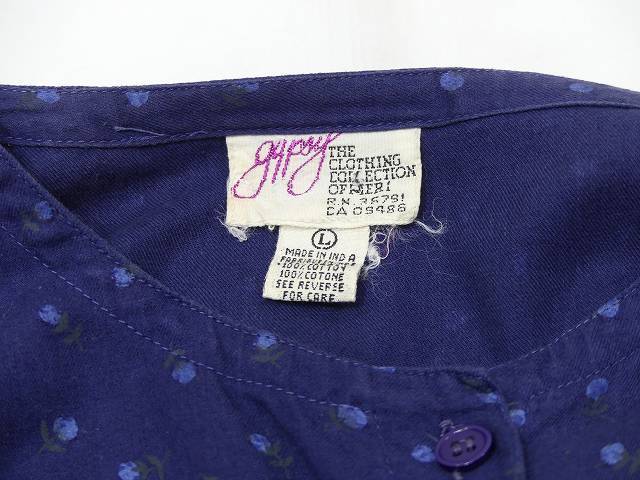 gypsy
THE
CLOTHING
COLLECTION
OF JERI
R.N. 36791
CA 09486
L
MADE IN INDIA
100% COTTON
100% COTONE
SEE REVERSE
FOR CARE